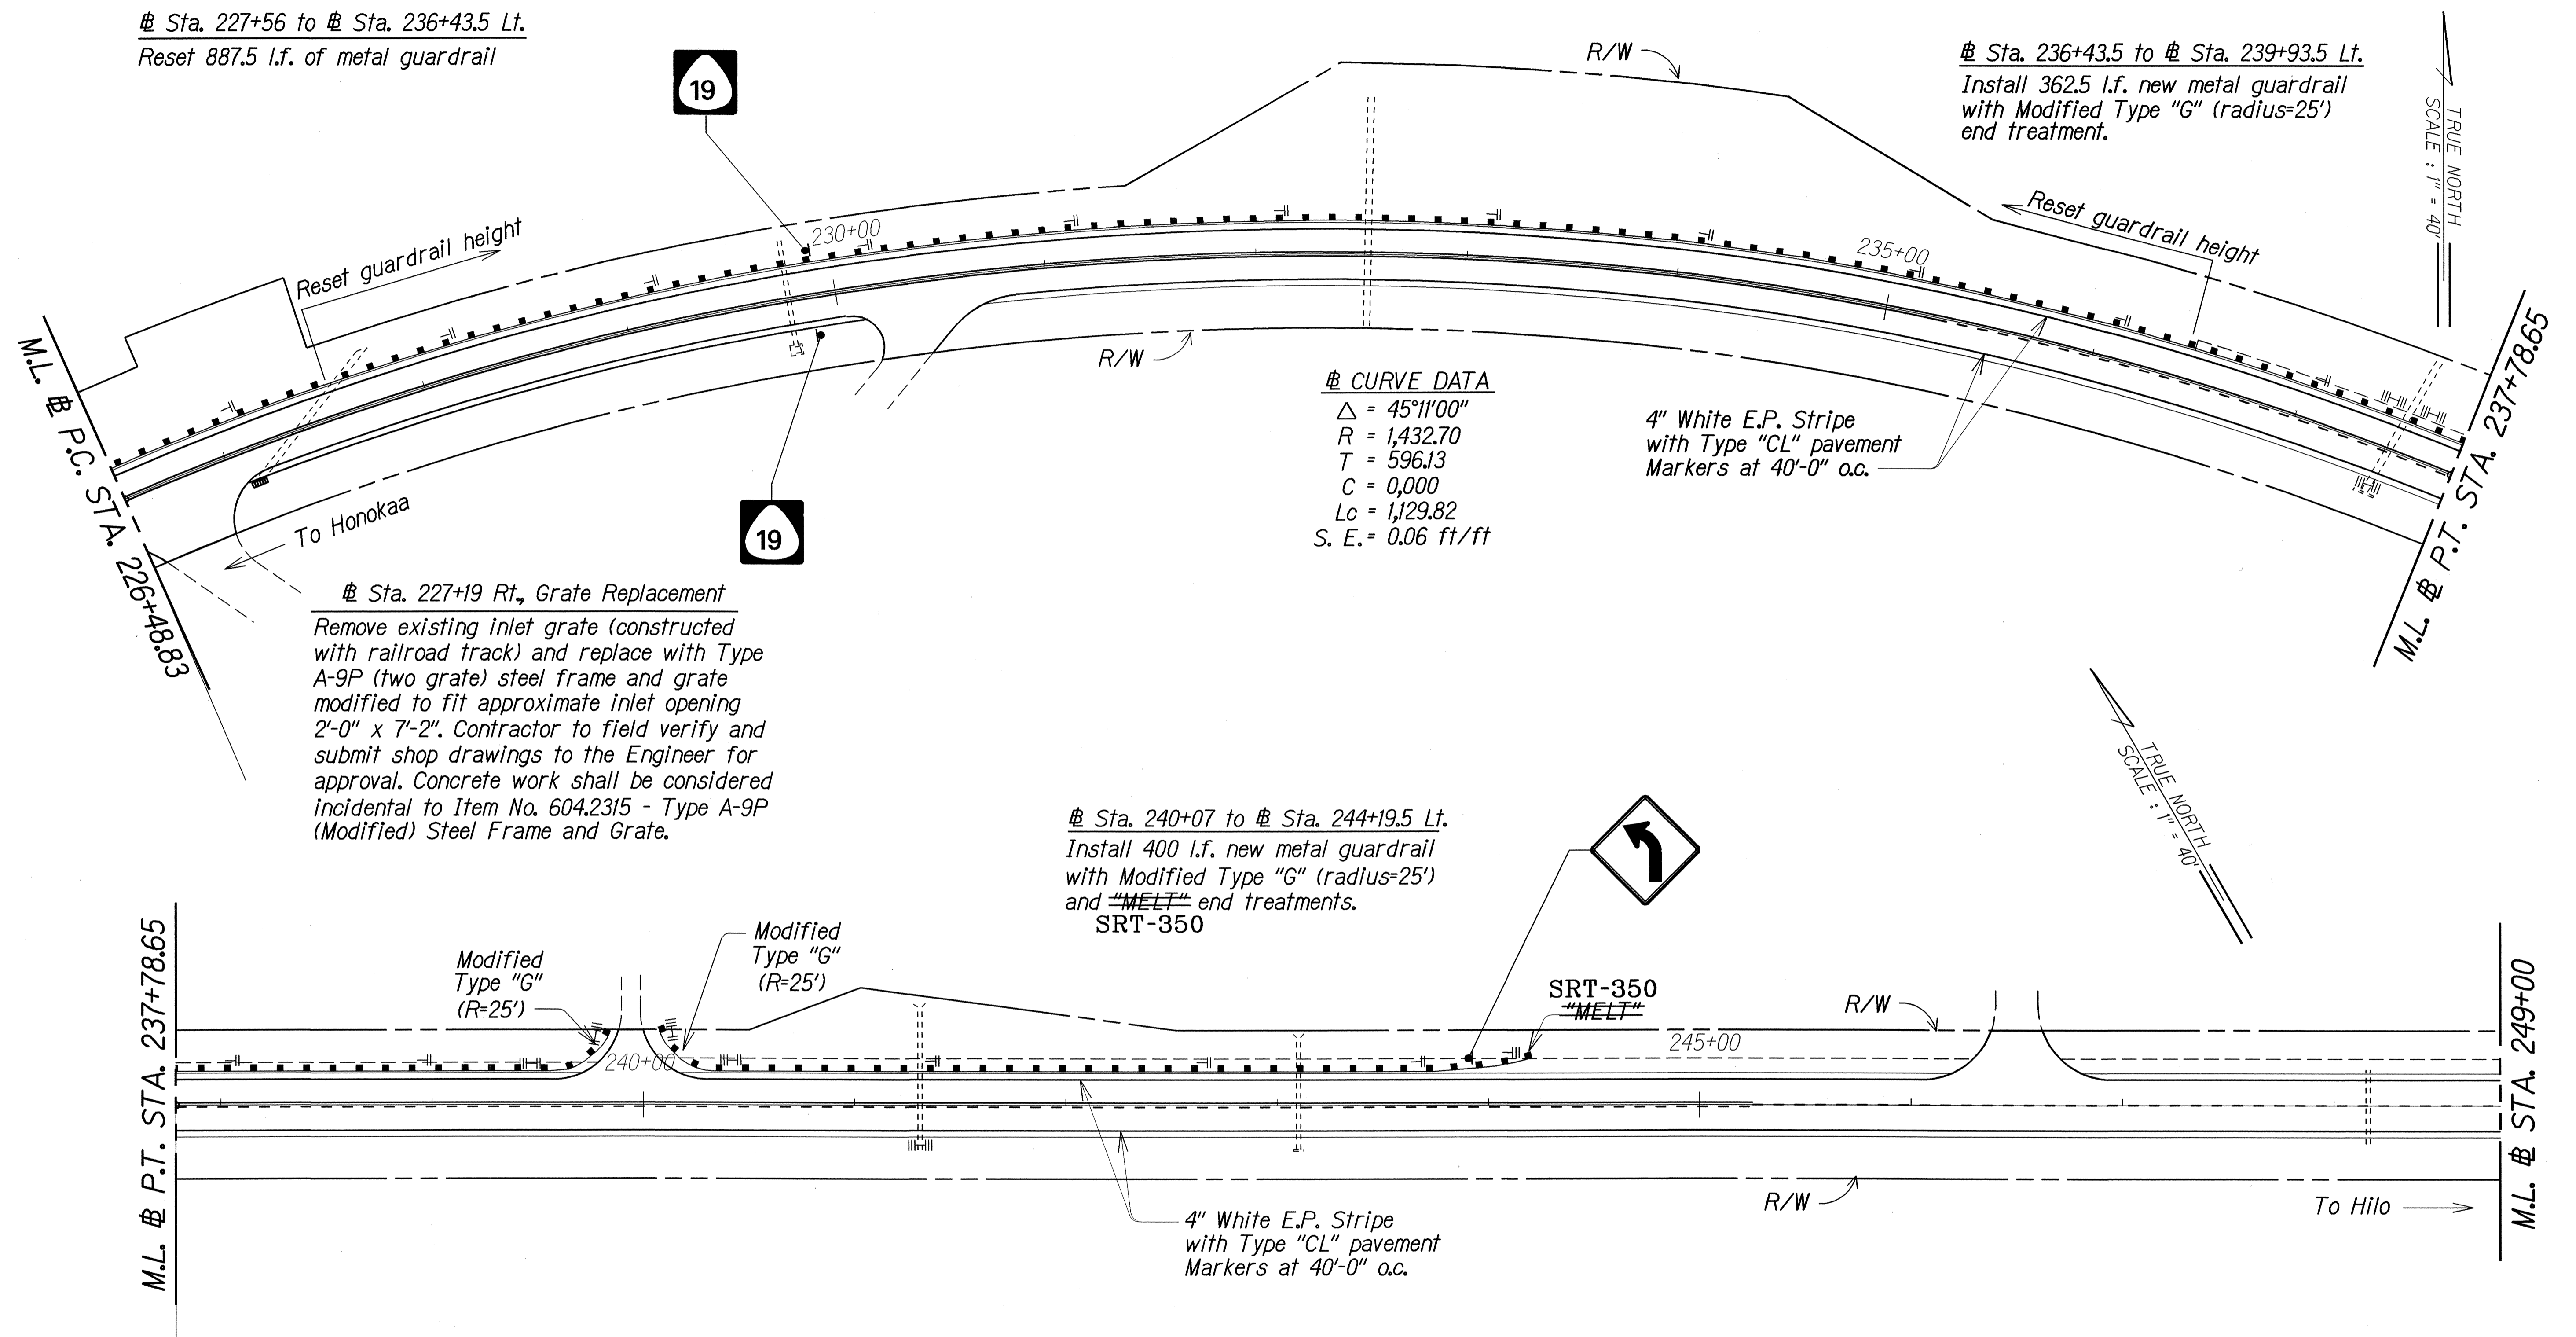 ⅊ Sta. 227+56 to ⅊ Sta. 236+43.5 Lt.
Reset 887.5 l.f. of metal guardrail
19
R/W
⅊ Sta. 236+43.5 to ⅊ Sta. 239+93.5 Lt.
Install 362.5 l.f. new metal guardrail
with Modified Type "G" (radius=25')
end treatment.
TRUE NORTH
SCALE : 1" = 40'
Reset guardrail height
230+00
235+00
Reset guardrail height
M.L. ⅊ P.C. STA. 226+48.83
M.L. ⅊ P.T. STA. 237+78.65
R/W
⅊ CURVE DATA
△ = 45°11'00"
R = 1,432.70
T = 596.13
C = 0,000
Lc = 1,129.82
S. E. = 0.06 ft/ft
4" White E.P. Stripe
with Type "CL" pavement
Markers at 40'-0" o.c.
To Honokaa
19
⅊ Sta. 227+19 Rt., Grate Replacement
Remove existing inlet grate (constructed
with railroad track) and replace with Type
A-9P (two grate) steel frame and grate
modified to fit approximate inlet opening
2'-0" x 7'-2". Contractor to field verify and
submit shop drawings to the Engineer for
approval. Concrete work shall be considered
incidental to Item No. 604.2315 - Type A-9P
(Modified) Steel Frame and Grate.
TRUE NORTH
SCALE : 1" = 40'
⅊ Sta. 240+07 to ⅊ Sta. 244+19.5 Lt.
Install 400 l.f. new metal guardrail
with Modified Type "G" (radius=25')
and "MELT" end treatments.
SRT-350
M.L. ⅊ P.T. STA. 237+78.65
Modified
Type "G"
(R=25')
Modified
Type "G"
(R=25')
SRT-350
"MELT"
R/W
240+00
245+00
M.L. ⅊ STA. 249+00
R/W
To Hilo
4" White E.P. Stripe
with Type "CL" pavement
Markers at 40'-0" o.c.